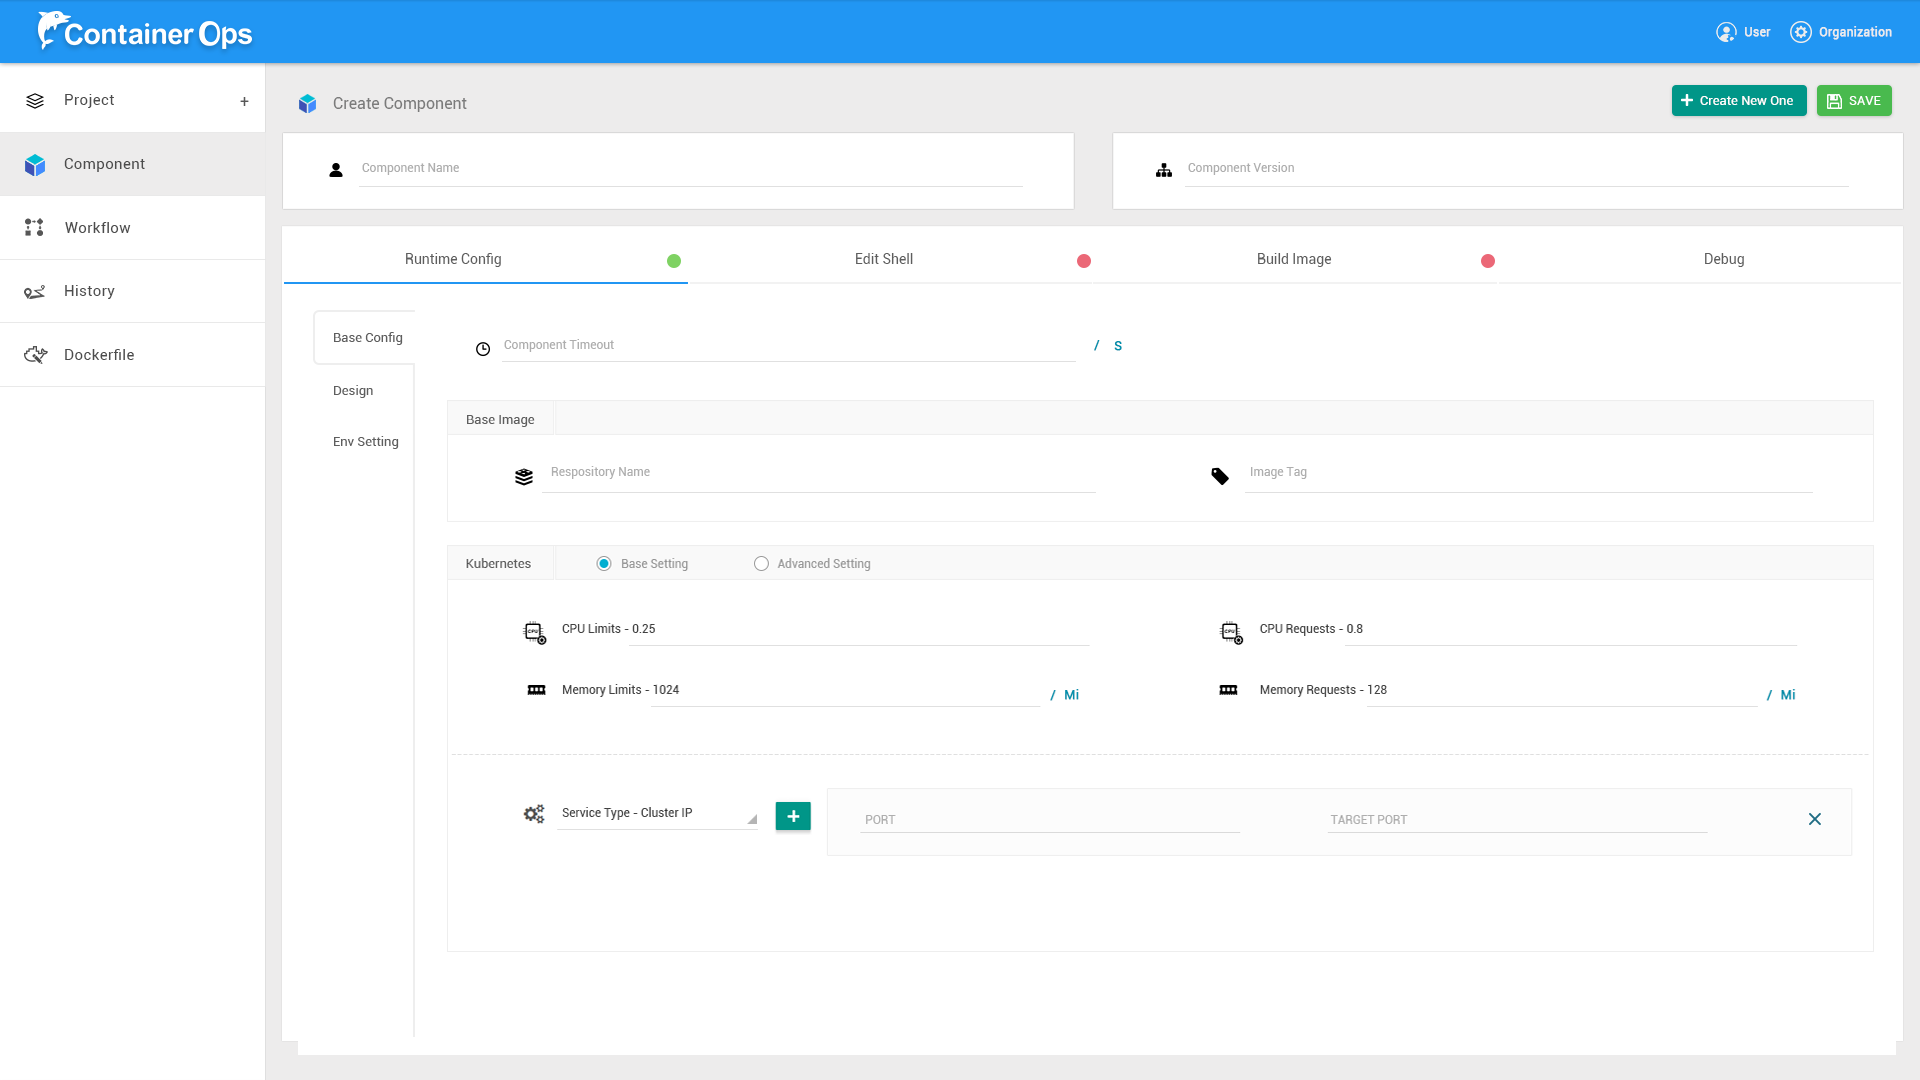 Container Ops
User
Organization
Project +
Component
Workflow
History
Dockerfile
Create Component
+ Create New One
SAVE
Component Name
Component Version
Runtime Config
Edit Shell
Build Image
Debug
Base Config
Design
Env Setting
Component Timeout
/ S
Base Image
Respository Name
Image Tag
Kubernetes
Base Setting
Advanced Setting
CPU
CPU Limits - 0.25
CPU
CPU Requests - 0.8
Memory Limits - 1024
/ Mi
Memory Requests - 128
/ Mi
Service Type - Cluster IP
+
PORT
TARGET PORT